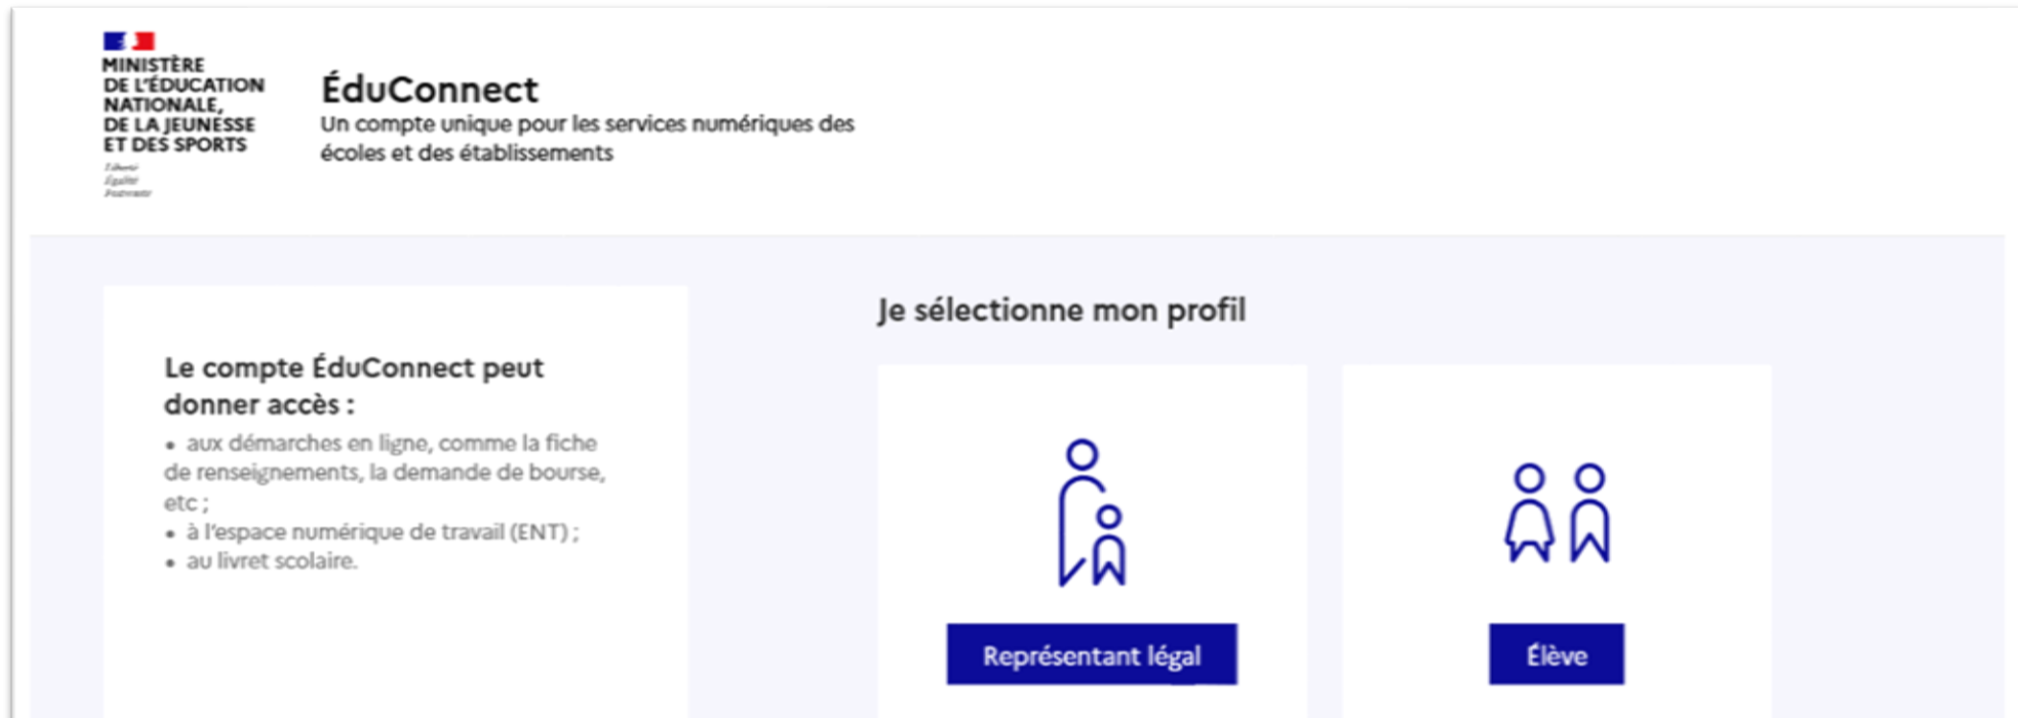 MINISTÈRE
DE L'ÉDUCATION
NATIONALE,
DE LA JEUNESSE
ET DES SPORTS
Liberté
Égalité
Fraternité
ÉduConnect
Un compte unique pour les services numériques des
écoles et des établissements
Le compte ÉduConnect peut
donner accès :
• aux démarches en ligne, comme la fiche
de renseignements, la demande de bourse,
etc ;
• à l'espace numérique de travail (ENT) ;
• au livret scolaire.
Je sélectionne mon profil
Représentant légal
Élève